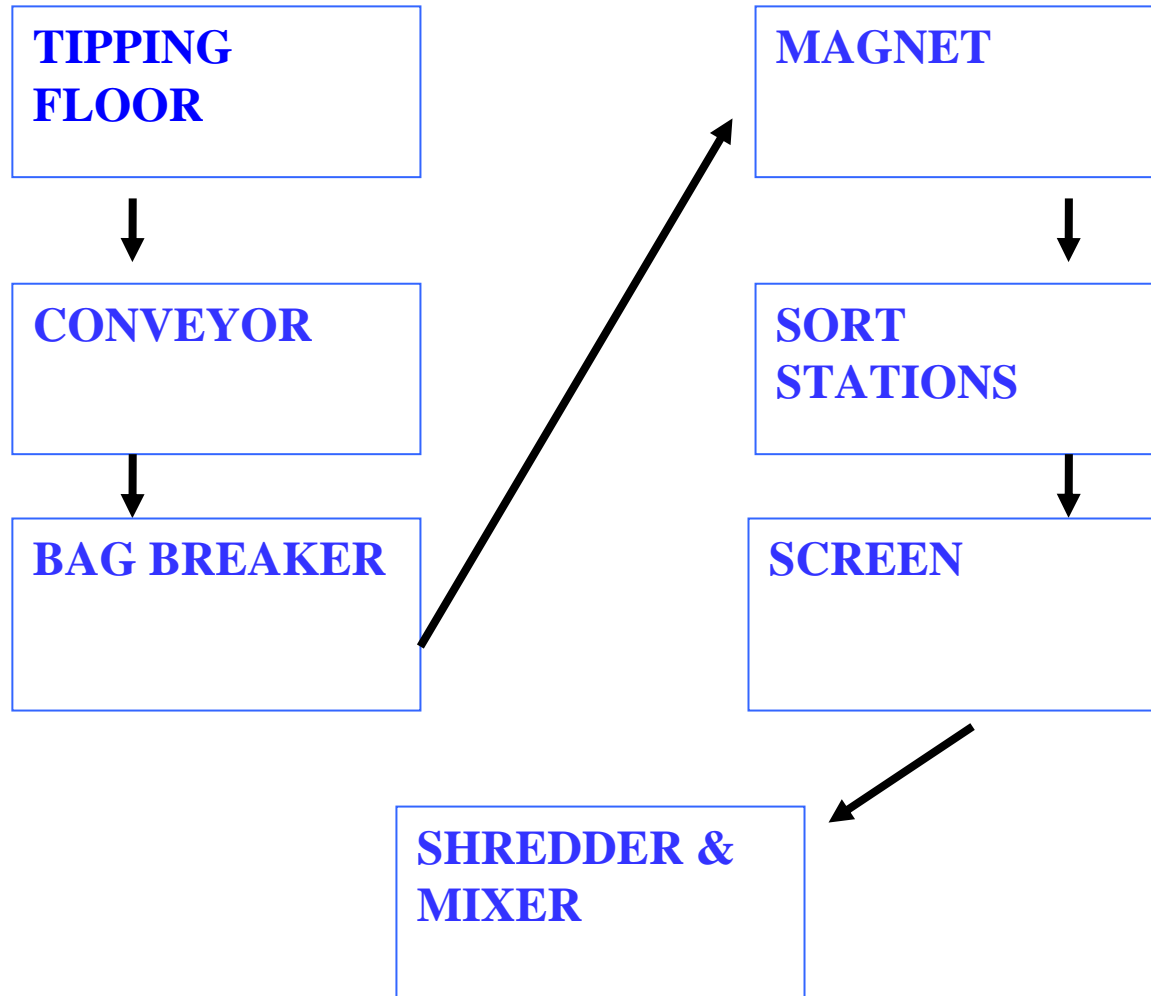 TIPPING
FLOOR
CONVEYOR
BAG BREAKER
MAGNET
SORT
STATIONS
SCREEN
SHREDDER &
MIXER